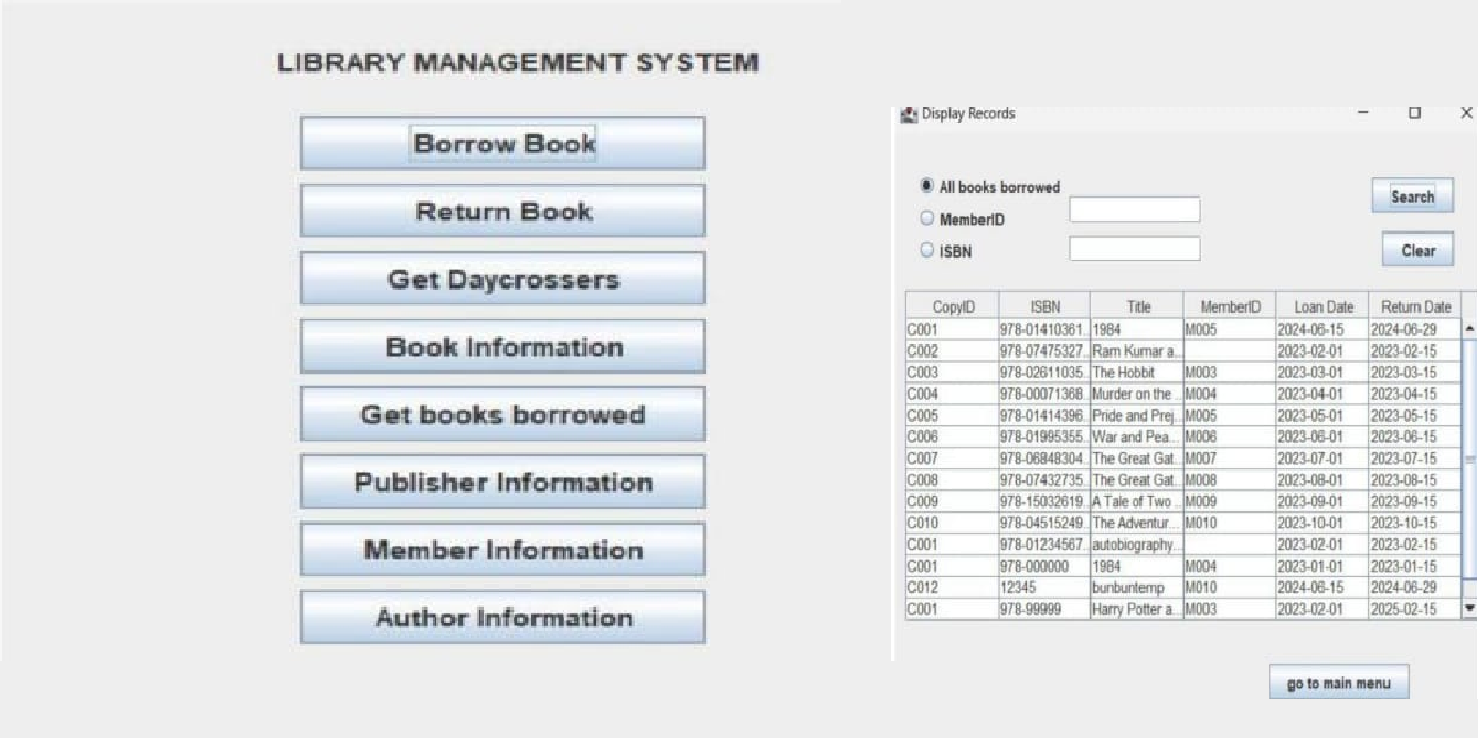 LIBRARY MANAGEMENT SYSTEM
Borrow Book
Return Book
Get Daycrossers
Book Information
Get books borrowed
Publisher Information
Member Information
Author Information
Display Records
All books borrowed
Search
MemberID
ISBN
Clear
CopyID ISBN Title MemberID Loan Date Return Date
C001 978-01410361.. 1984 M005 2024-06-15 2024-06-29
C002 978-07475327.. Ram Kumar a... 2023-02-01 2023-02-15
C003 978-02611035.. The Hobbit M003 2023-03-01 2023-03-15
C004 978-00071368.. Murder on the ... M004 2023-04-01 2023-04-15
C005 978-01414396.. Pride and Prej... M005 2023-05-01 2023-05-15
C006 978-01995355.. War and Pea... M006 2023-06-01 2023-06-15
C007 978-06848304.. The Great Gat... M007 2023-07-01 2023-07-15
C008 978-07432735.. The Great Gat... M008 2023-08-01 2023-08-15
C009 978-15032619.. A Tale of Two ... M009 2023-09-01 2023-09-15
C010 978-04515249.. The Adventur... M010 2023-10-01 2023-10-15
C001 978-01234567.. autobiography... 2023-02-01 2023-02-15
C001 978-000000 1984 M004 2023-01-01 2023-01-15
C012 12345 bunbuntemp M010 2024-06-15 2024-06-29
C001 978-99999 Harry Potter a... M003 2023-02-01 2025-02-15
go to main menu